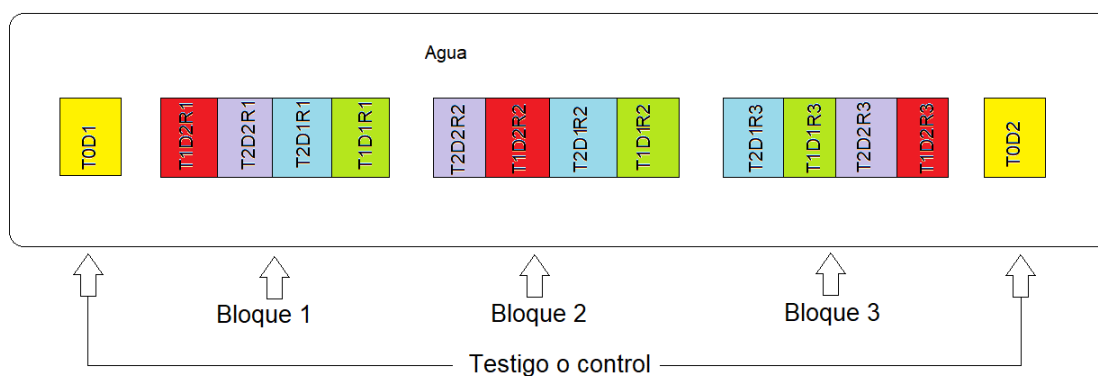 Agua
T0D1
T1D2R1
T2D2R1
T2D1R1
T1D1R1
T2D2R2
T1D2R2
T2D1R2
T1D1R2
T2D1R3
T1D1R3
T2D2R3
T1D2R3
T0D2
Bloque 1
Bloque 2
Bloque 3
Testigo o control